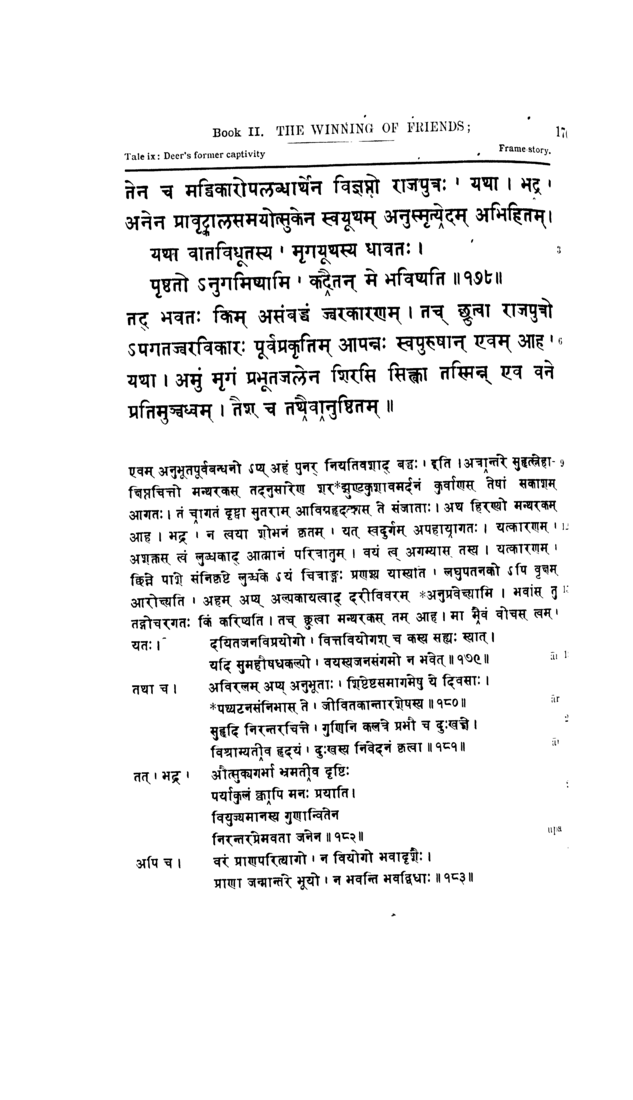 Book II. THE WINNING OF FRIENDS;
Tale ix: Deer's former captivity
Frame story.
तेन च मद्विकारोपलब्धार्थेन विज्ञप्तो राजपुत्रः ' यथा । भद्र '
अनेन प्रावृट्कालसमयोत्सुकेन स्वयूथम् अनुस्मृत्येदम् अभिहितम् ।
यथा वातविधूतस्य ' मृगयूथस्य धावतः ।
3
पृष्ठतो ऽनुगमिष्यामि ' कदैतन् मे भविष्यति ॥ १७८ ॥
तद् भवतः किम् असंबद्धं ज्वरकारणम् । तच् छ्रुत्वा राजपुत्रो
ऽपगतज्वरविकारः पूर्वप्रकृतिम् आपन्नः स्वपुरुषान् एवम् आह ' 6
यथा । अमुं मृगं प्रभूतजलेन शिरसि सिक्त्वा तस्मिन्न् एव वने
प्रतिमुञ्चध्वम् । तैश् च तथैवानुष्ठितम् ॥
एवम् अनुभूतपूर्वबन्धनो ऽप्य् अहं पुनर् नियतिवशाद् बद्धः ' इति । अत्रान्तरे सुहृत्स्नेहा- 9
क्षिप्तचित्तो मन्थरकस् तदनुसारेण शर*झुण्टकुशावमर्दनं कुर्वाणस् तेषां सकाशम्
आगतः । तं चागतं दृष्ट्वा सुतराम् आविग्नहृदयास् ते संजाताः । अथ हिरण्यो मन्थरकम्
आह । भद्र ' न त्वया शोभनं कृतम् ' यत् स्वदुर्गम् अपहायागतः । यत्कारणम् '
अशक्तस् त्वं लुब्धकाद् आत्मानं परित्रातुम् । वयं त्व् अगम्यास् तस्य । यत्कारणम् '
छिन्ने पाशे संनिकृष्टे लुब्धके ऽयं चित्राङ्गः प्रणश्य यास्यति ' लघुपतनको ऽपि वृक्षम्
आरोक्ष्यति ' अहम् अप्य् अल्पकायत्वाद् दरीविवरम् *अनुप्रवेक्ष्यामि । भवांस् तु
तद्गोचरगतः किं करिष्यति । तच् छ्रुत्वा मन्थरकस् तम् आह । मा मैवं वोचस् त्वम् '
यतः । दयितजनविप्रयोगो ' वित्तवियोगश् च कस्य सह्यः स्यात् ।
यदि सुमहौषधकल्पो ' वयस्यजनसंगमो न भवेत् ॥ १७९ ॥
तथा च । अविरलम् अप्य् अनुभूताः ' शिष्टेष्टसमागमेषु ये दिवसाः ।
*पथ्यदनसंनिभास् ते ' जीवितकान्तारशेषस्य ॥ १८० ॥ ār
सुहृदि निरन्तरचित्ते ' गुणिनि कलत्रे प्रभौ च दुःखज्ञे ।
विश्राम्यतीव हृदयं ' दुःखस्य निवेदनं कृत्वा ॥ १८१ ॥
तत् ' भद्र ' औत्सुक्यगर्भा भ्रमतीव दृष्टिः
पर्याकुलं क्वापि मनः प्रयाति ।
वियुज्यमानस्य गुणान्वितेन
निरन्तरप्रेमवता जनेन ॥ १८२ ॥ upa
अपि च । वरं प्राणपरित्यागो ' न वियोगो भवादृशैः ।
प्राणा जन्मान्तरे भूयो ' न भवन्ति भवद्विधाः ॥ १८३ ॥